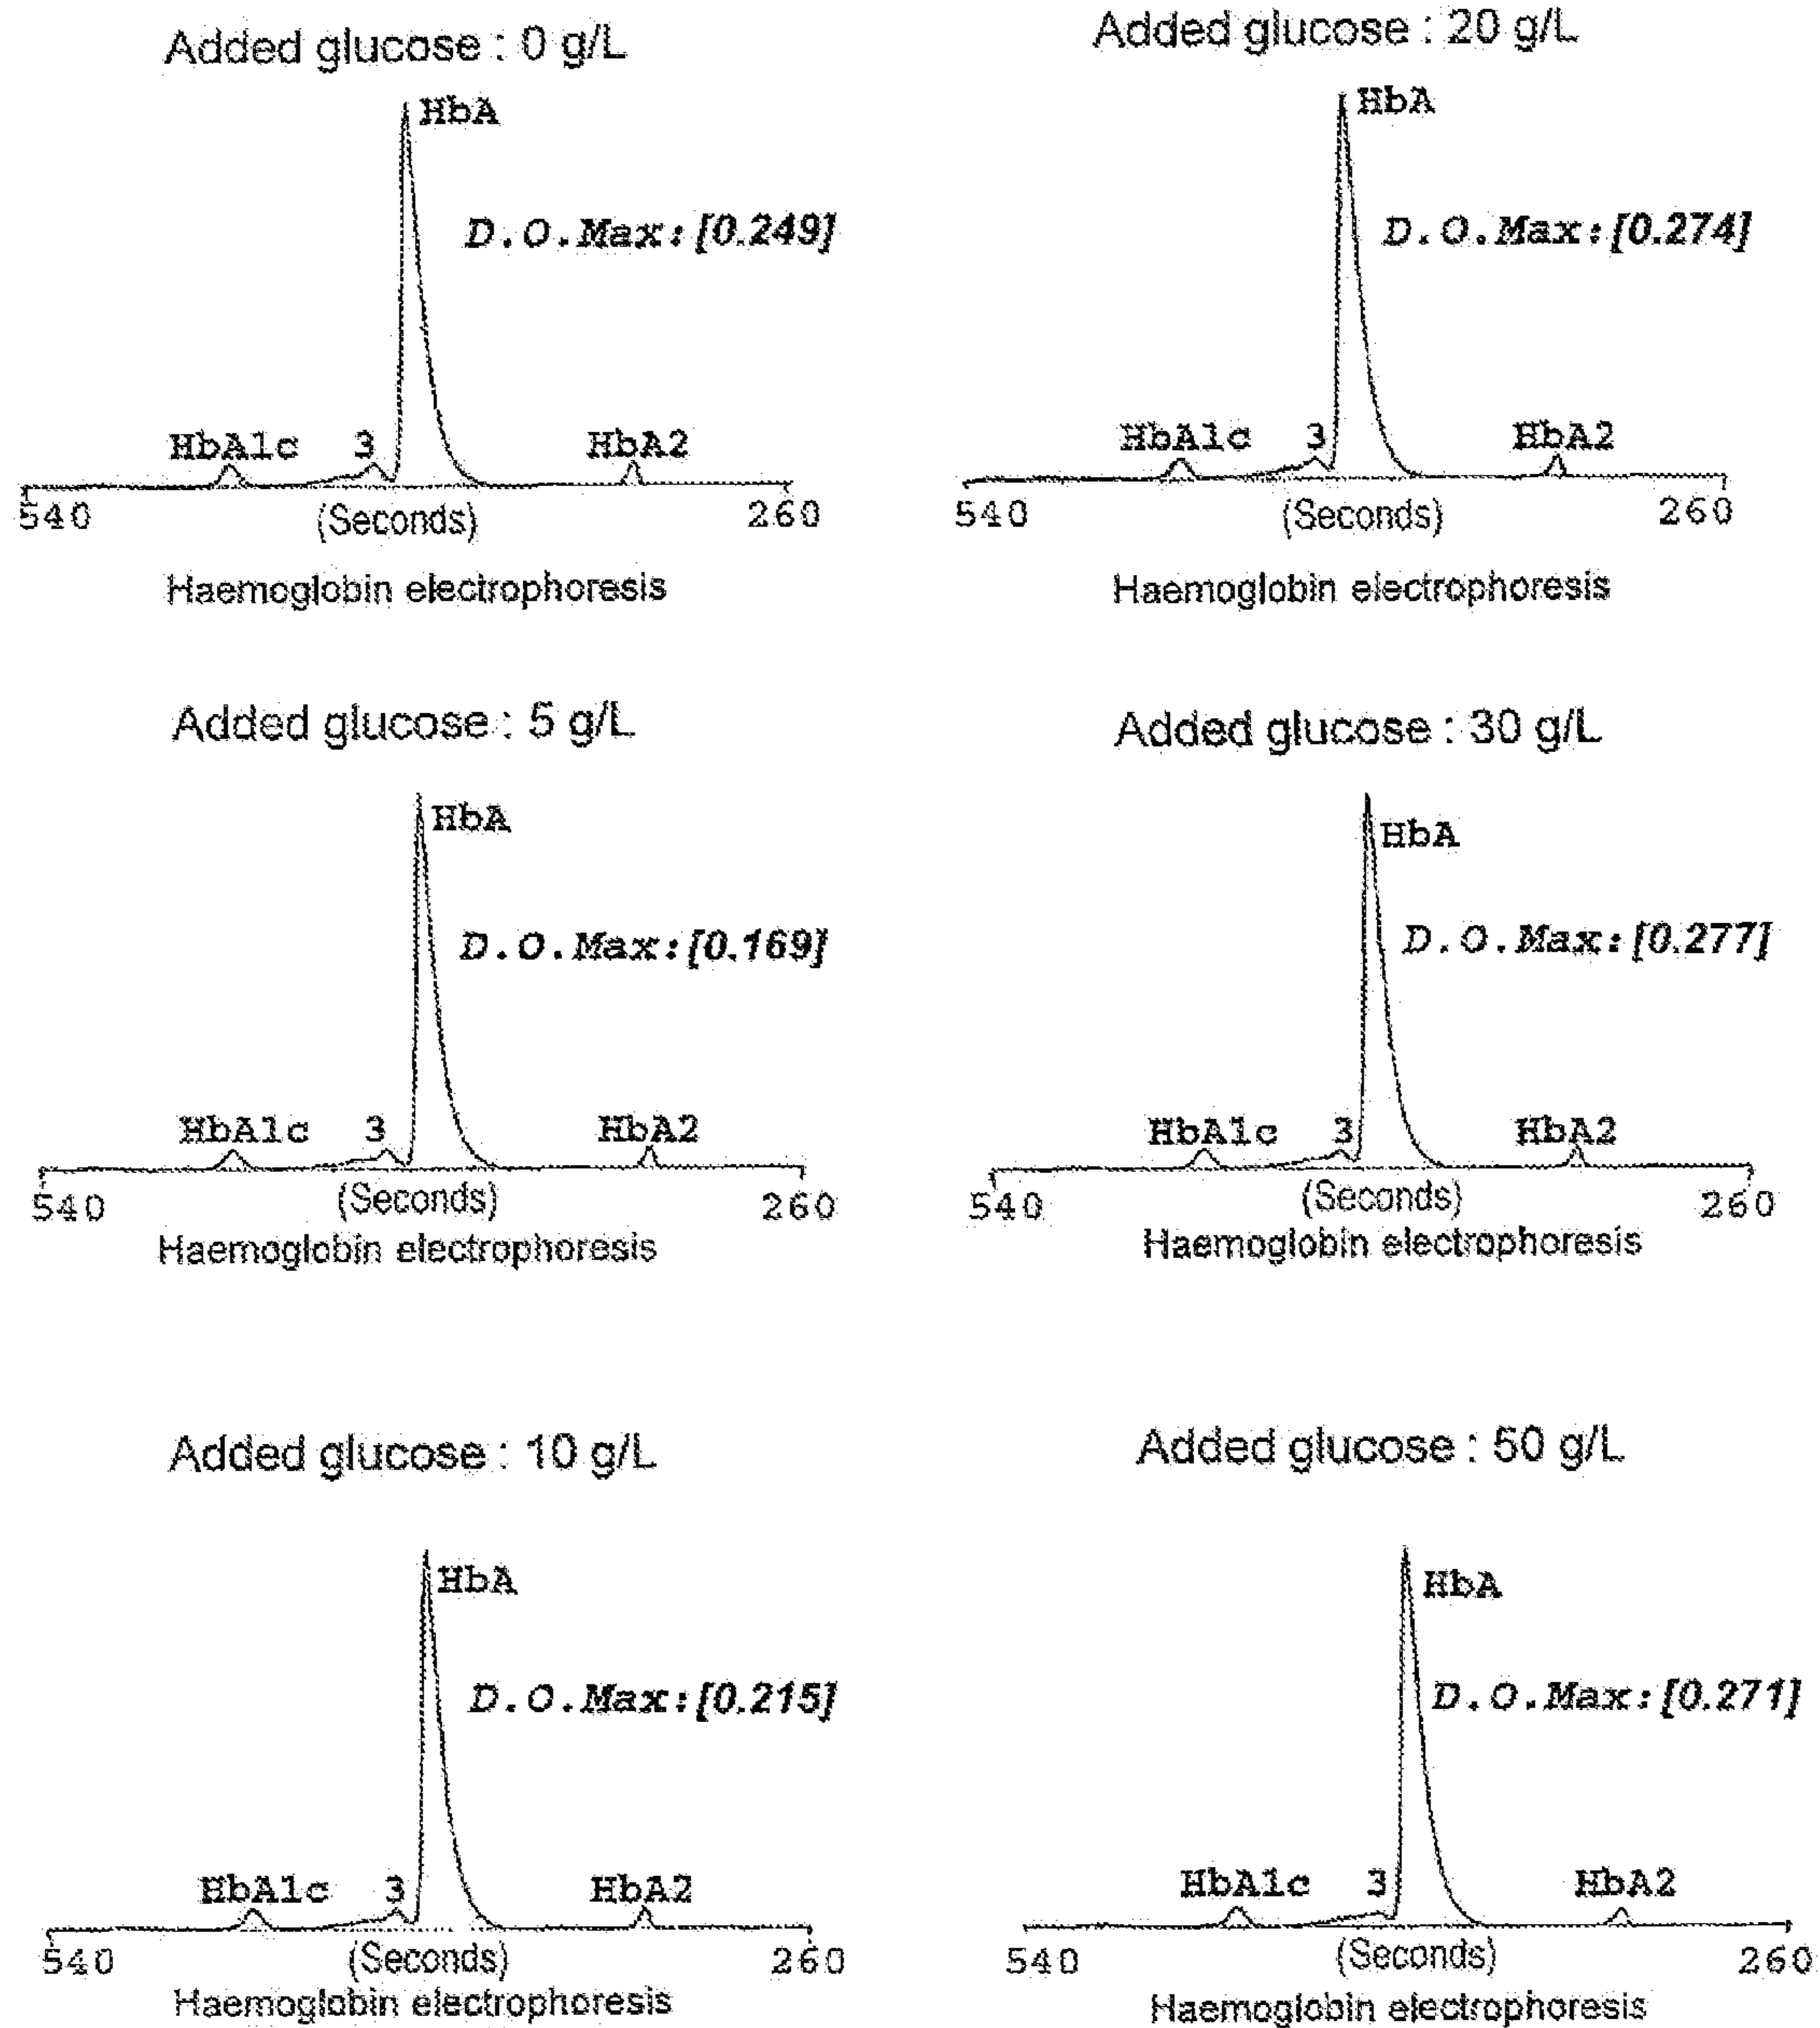 Added glucose : 0 g/L
HbA
D.O.Max:[0.249]
HbA1c 3 HbA2
540 (Seconds) 260
Haemoglobin electrophoresis
Added glucose : 20 g/L
HbA
D.O.Max:[0.274]
HbA1c 3 HbA2
540 (Seconds) 260
Haemoglobin electrophoresis
Added glucose : 5 g/L
HbA
D.O.Max:[0.169]
HbA1c 3 HbA2
540 (Seconds) 260
Haemoglobin electrophoresis
Added glucose : 30 g/L
HbA
D.O.Max:[0.277]
HbA1c 3 HbA2
540 (Seconds) 260
Haemoglobin electrophoresis
Added glucose : 10 g/L
HbA
D.O.Max:[0.215]
HbA1c 3 HbA2
540 (Seconds) 260
Haemoglobin electrophoresis
Added glucose : 50 g/L
HbA
D.O.Max:[0.271]
HbA1c 3 HbA2
540 (Seconds) 260
Haemoglobin electrophoresis